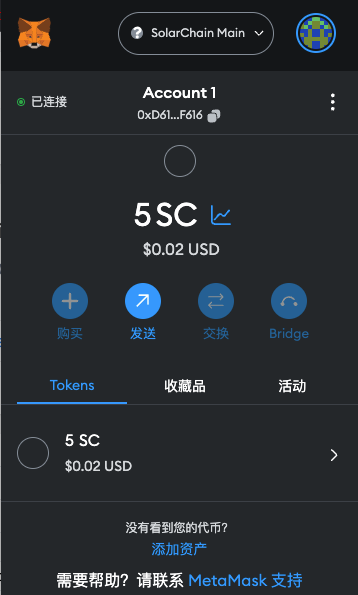 SolarChain Main
已连接
Account 1
0xD61...F616
5 SC
$0.02 USD
购买
发送
交换
Bridge
Tokens
收藏品
活动
5 SC
$0.02 USD
没有看到您的代币？
添加资产
需要帮助？请联系 MetaMask 支持